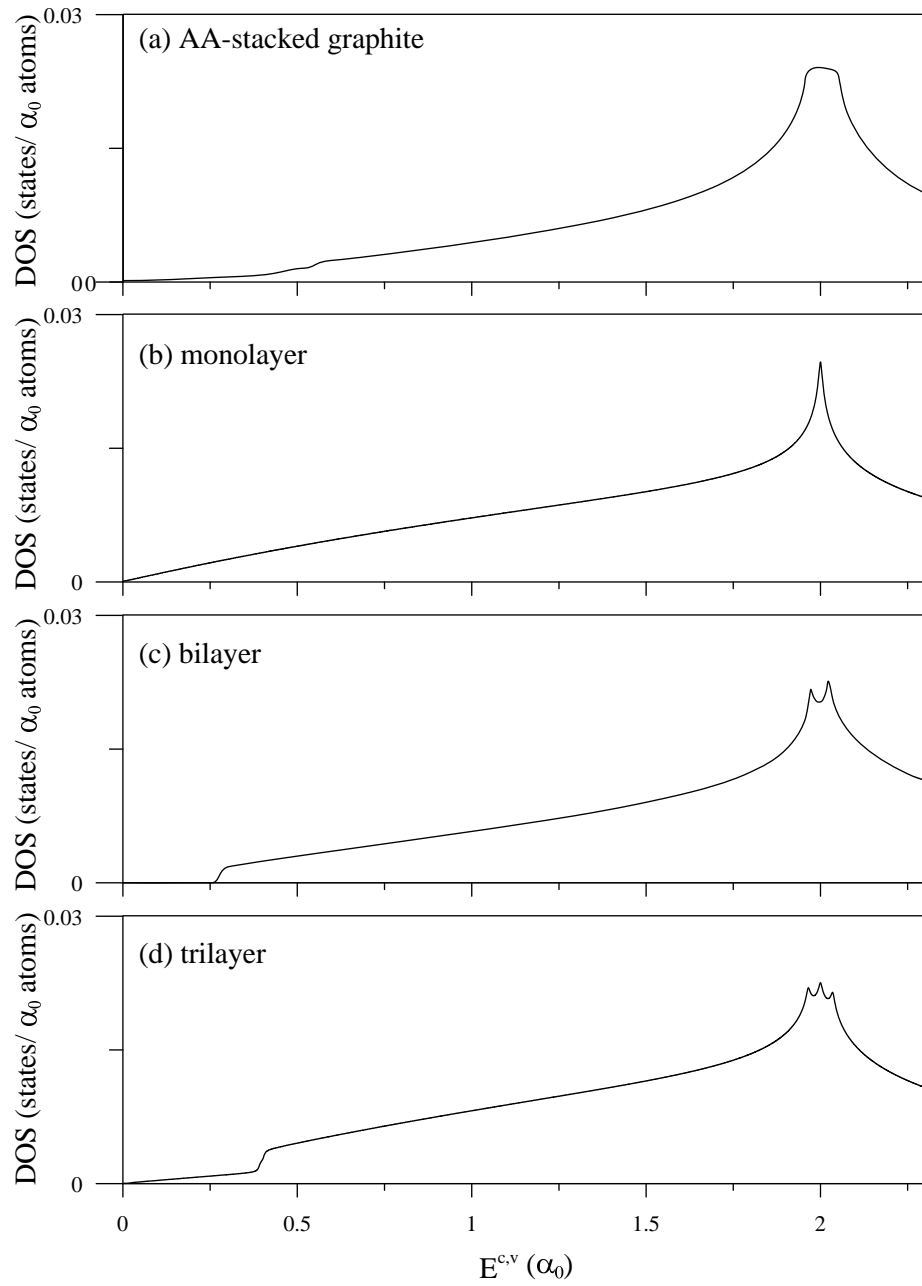 0.03
(a) AA-stacked graphite
DOS (states/ α₀ atoms)
0 0
0.03
(b) monolayer
DOS (states/ α₀ atoms)
0
0.03
(c) bilayer
DOS (states/ α₀ atoms)
0
0.03
(d) trilayer
DOS (states/ α₀ atoms)
0
0 0.5 1 1.5 2
E^{c,v} (α₀)